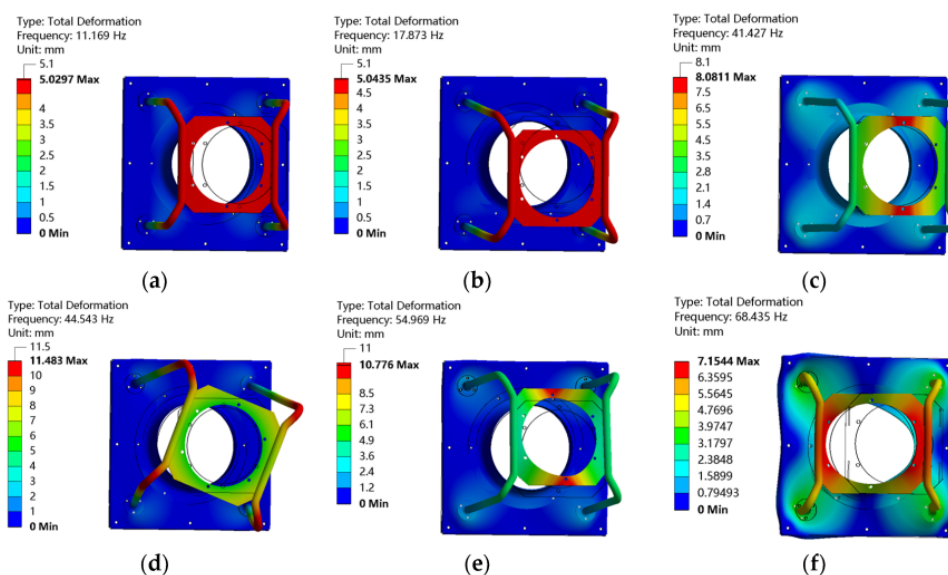 Type: Total Deformation
Frequency: 11.169 Hz
Unit: mm
5.1
5.0297 Max
4
3.5
3
2.5
2
1.5
1
0.5
0 Min
(a)
Type: Total Deformation
Frequency: 17.873 Hz
Unit: mm
5.1
5.0435 Max
4.5
4
3.5
3
2.5
2
1.5
1
0.5
0 Min
(b)
Type: Total Deformation
Frequency: 41.427 Hz
Unit: mm
8.1
8.0811 Max
7.5
6.5
5.5
4.5
3.5
2.8
2.1
1.4
0.7
0 Min
(c)
Type: Total Deformation
Frequency: 44.543 Hz
Unit: mm
11.5
11.483 Max
10
9
8
7
6
5
4
3
2
1
0 Min
(d)
Type: Total Deformation
Frequency: 54.969 Hz
Unit: mm
11
10.776 Max
8.5
7.3
6.1
4.9
3.6
2.4
1.2
0 Min
(e)
Type: Total Deformation
Frequency: 68.435 Hz
Unit: mm
7.1544 Max
6.3595
5.5645
4.7696
3.9747
3.1797
2.3848
1.5899
0.79493
0 Min
(f)